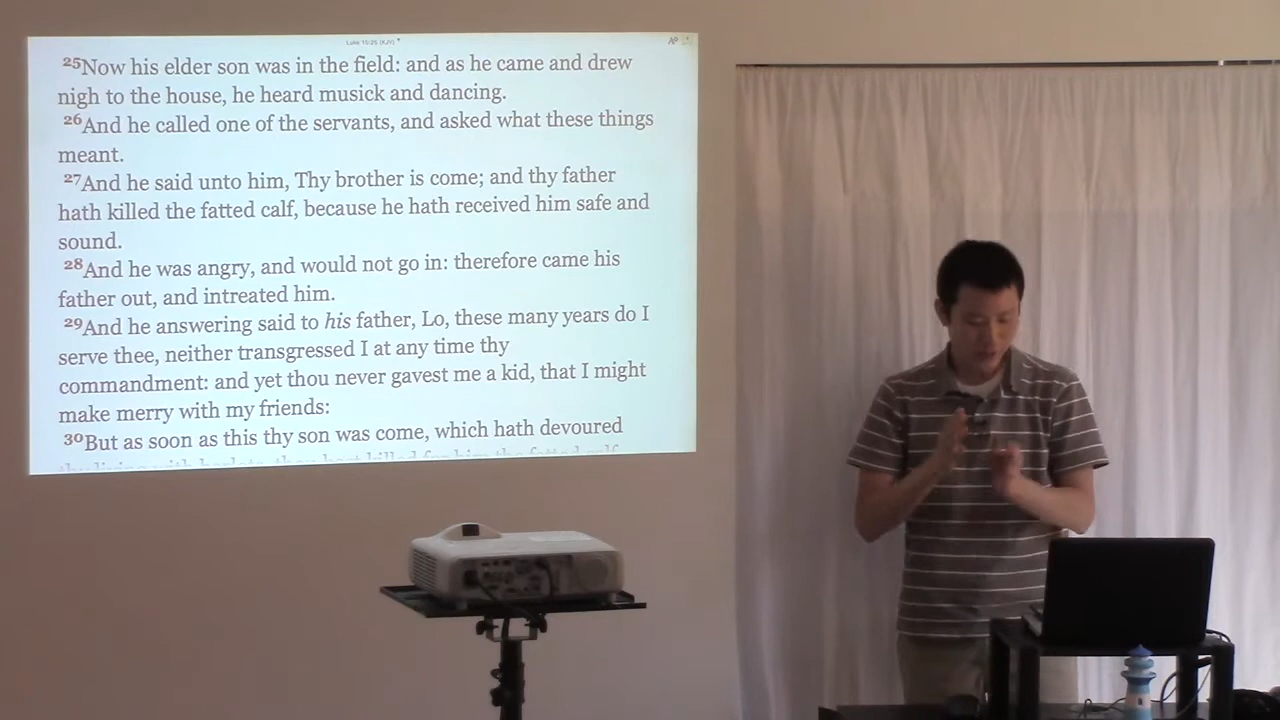 Luke 15:25 (KJV)
25Now his elder son was in the field: and as he came and drew
nigh to the house, he heard musick and dancing.
26And he called one of the servants, and asked what these things
meant.
27And he said unto him, Thy brother is come; and thy father
hath killed the fatted calf, because he hath received him safe and
sound.
28And he was angry, and would not go in: therefore came his
father out, and intreated him.
29And he answering said to his father, Lo, these many years do I
serve thee, neither transgressed I at any time thy
commandment: and yet thou never gavest me a kid, that I might
make merry with my friends:
30But as soon as this thy son was come, which hath devoured